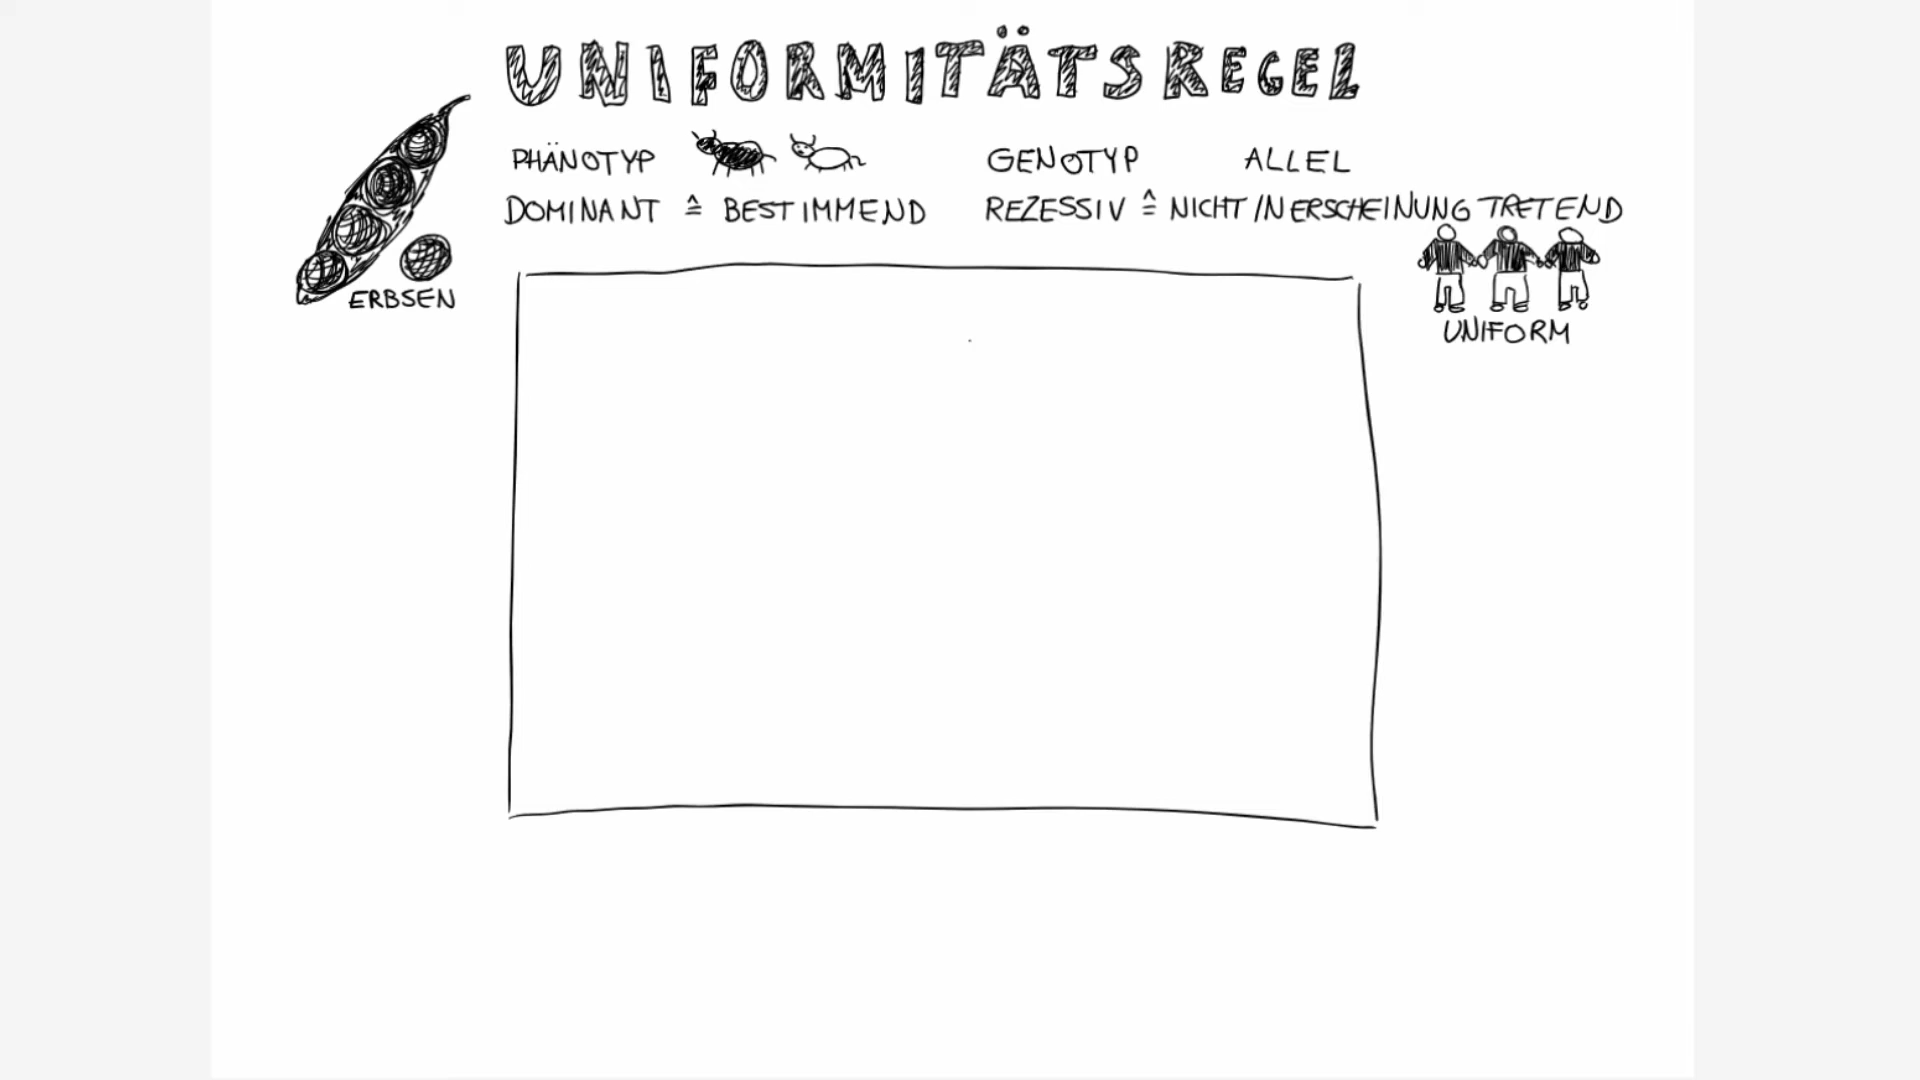 UNIFORMITÄTSREGEL
PHÄNOTYP GENOTYP ALLEL
DOMINANT ≙ BESTIMMEND REZESSIV ≙ NICHT IN ERSCHEINUNG TRETEND
ERBSEN
UNIFORM